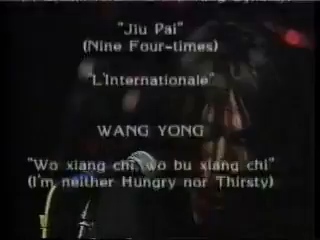 "Jiu Pai"
(Nine Four-times)
"L'Internationale"
WANG YONG
"Wo xiang chi, wo bu xiang chi"
(I'm neither Hungry nor Thirsty)